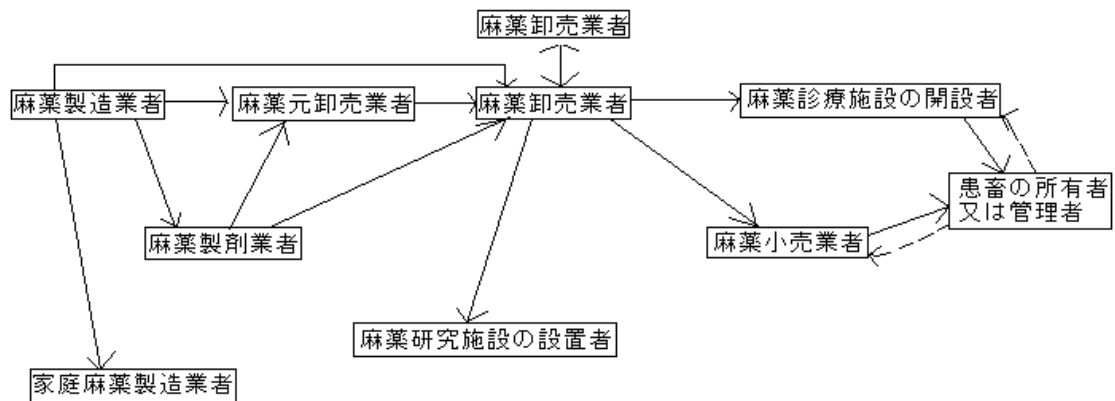 麻薬卸売業者
麻薬製造業者
麻薬元卸売業者
麻薬卸売業者
麻薬診療施設の開設者
患畜の所有者
又は管理者
麻薬製剤業者
麻薬小売業者
麻薬研究施設の設置者
家庭麻薬製造業者